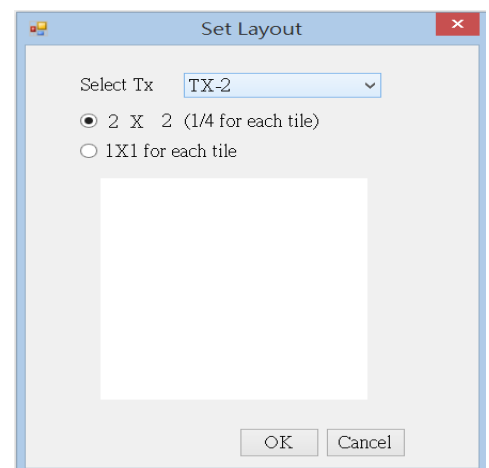 Set Layout
Select Tx TX-2
2 X 2 (1/4 for each tile)
1X1 for each tile
OK Cancel